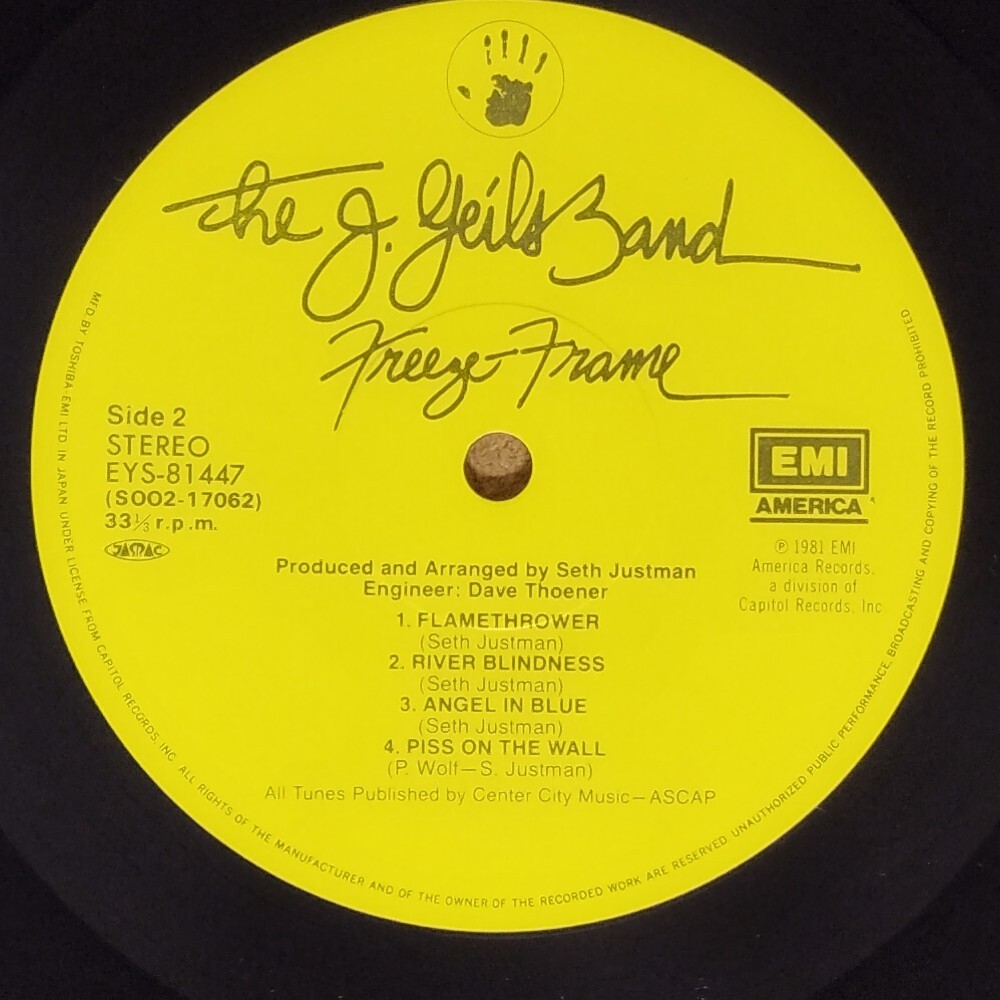 The J. Geils Band
Freeze-Frame
Side 2
STEREO
EYS-81447
(SOO2-17062)
33⅓ r.p.m.
JASRAC
EMI
AMERICA
℗ 1981 EMI
America Records,
a division of
Capitol Records, Inc
Produced and Arranged by Seth Justman
Engineer: Dave Thoener
1. FLAMETHROWER
(Seth Justman)
2. RIVER BLINDNESS
(Seth Justman)
3. ANGEL IN BLUE
(Seth Justman)
4. PISS ON THE WALL
(P. Wolf—S. Justman)
All Tunes Published by Center City Music—ASCAP
MFD. BY TOSHIBA-EMI LTD IN JAPAN UNDER LICENSE FROM CAPITOL RECORDS, INC ALL RIGHTS OF THE MANUFACTURER AND OF THE OWNER OF THE RECORDED WORK ARE RESERVED UNAUTHORIZED PUBLIC PERFORMANCE, BROADCASTING AND COPYING OF THE RECORD PROHIBITED